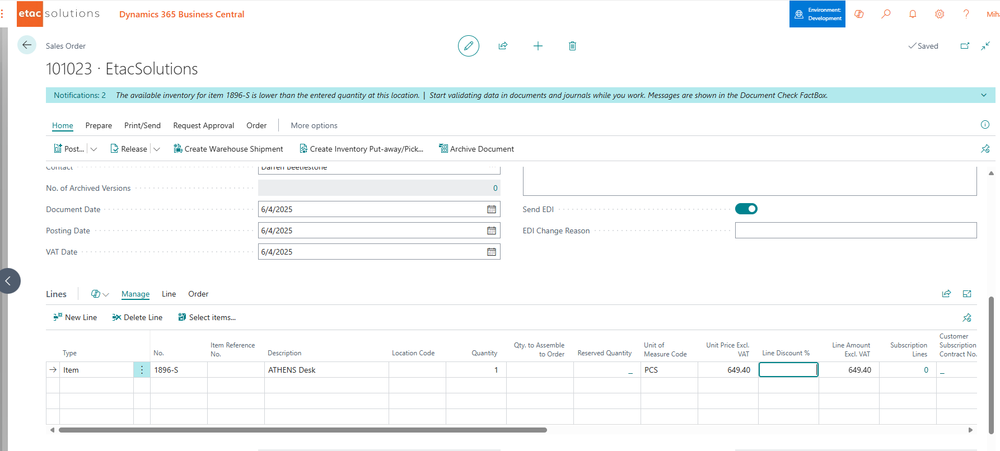 etac solutions
Dynamics 365 Business Central
Environment:
Development
Sales Order
Saved
101023 · EtacSolutions
Notifications: 2 The available inventory for item 1896-S is lower than the entered quantity at this location. | Start validating data in documents and journals while you work. Messages are shown in the Document Check FactBox.
Home Prepare Print/Send Request Approval Order More options
Post... Release Create Warehouse Shipment Create Inventory Put-away/Pick... Archive Document
Contact Darren Beetlestone
No. of Archived Versions 0
Document Date 6/4/2025
Send EDI
Posting Date 6/4/2025
EDI Change Reason
VAT Date 6/4/2025
Lines Manage Line Order
New Line Delete Line Select items...
Type
No.
Item Reference
No.
Description
Location Code
Quantity
Qty. to Assemble
to Order
Reserved Quantity
Unit of
Measure Code
Unit Price Excl.
VAT
Line Discount %
Line Amount
Excl. VAT
Subscription
Lines
Customer
Subscription
Contract No.
Item 1896-S ATHENS Desk 1 _ PCS 649.40 649.40 0 _